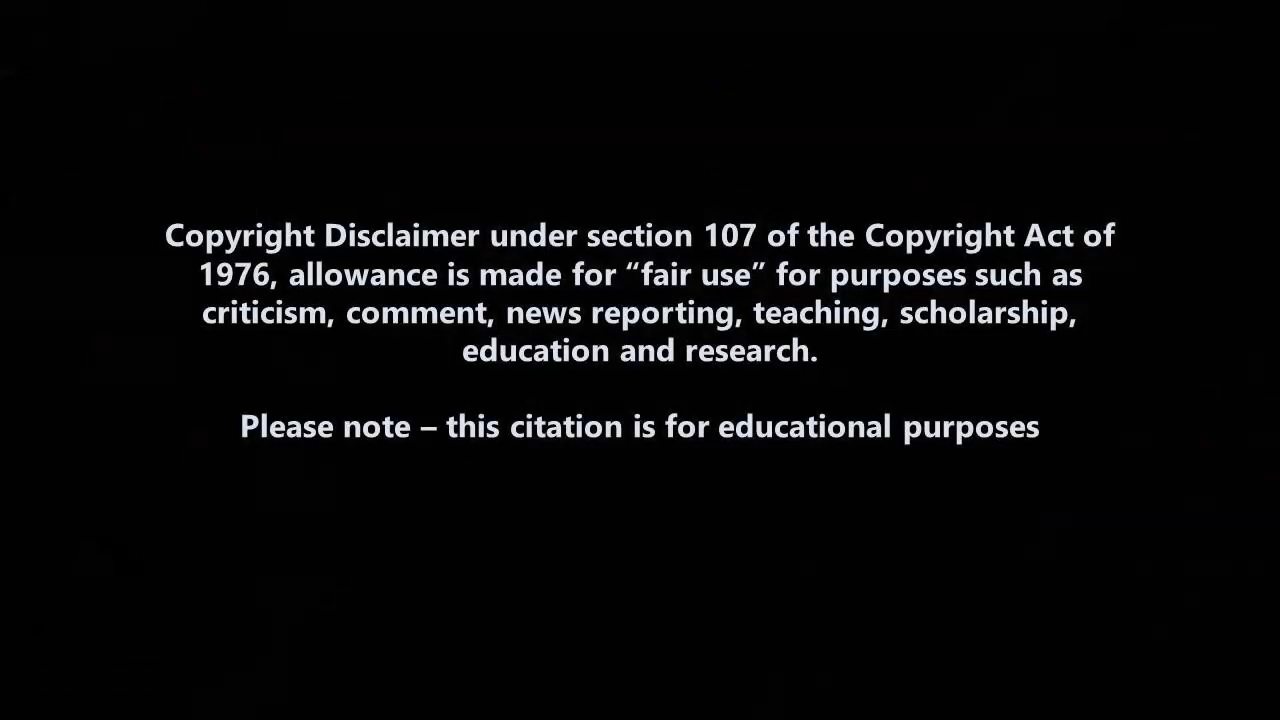 Copyright Disclaimer under section 107 of the Copyright Act of
1976, allowance is made for “fair use” for purposes such as
criticism, comment, news reporting, teaching, scholarship,
education and research.
Please note – this citation is for educational purposes